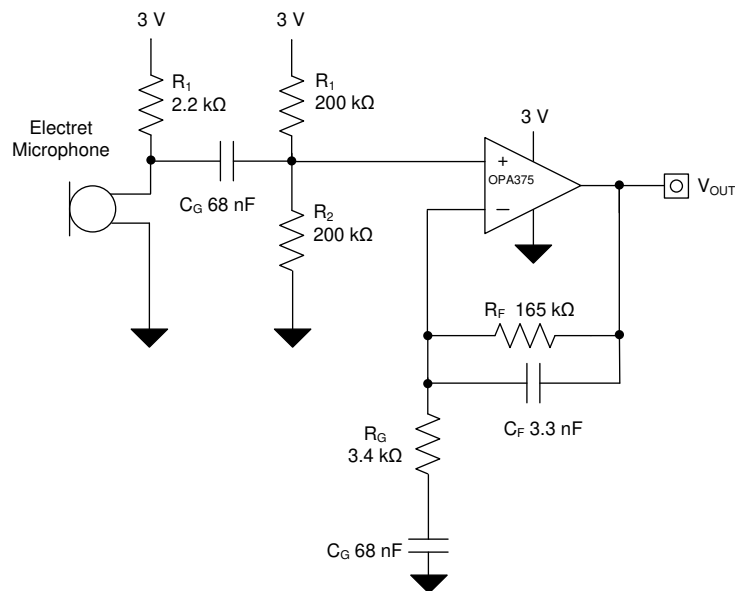 3 V
3 V
R1
2.2 kΩ
R1
200 kΩ
Electret
Microphone
3 V
+
OPA375
−
VOUT
CG 68 nF
R2
200 kΩ
RF 165 kΩ
CF 3.3 nF
RG
3.4 kΩ
CG 68 nF